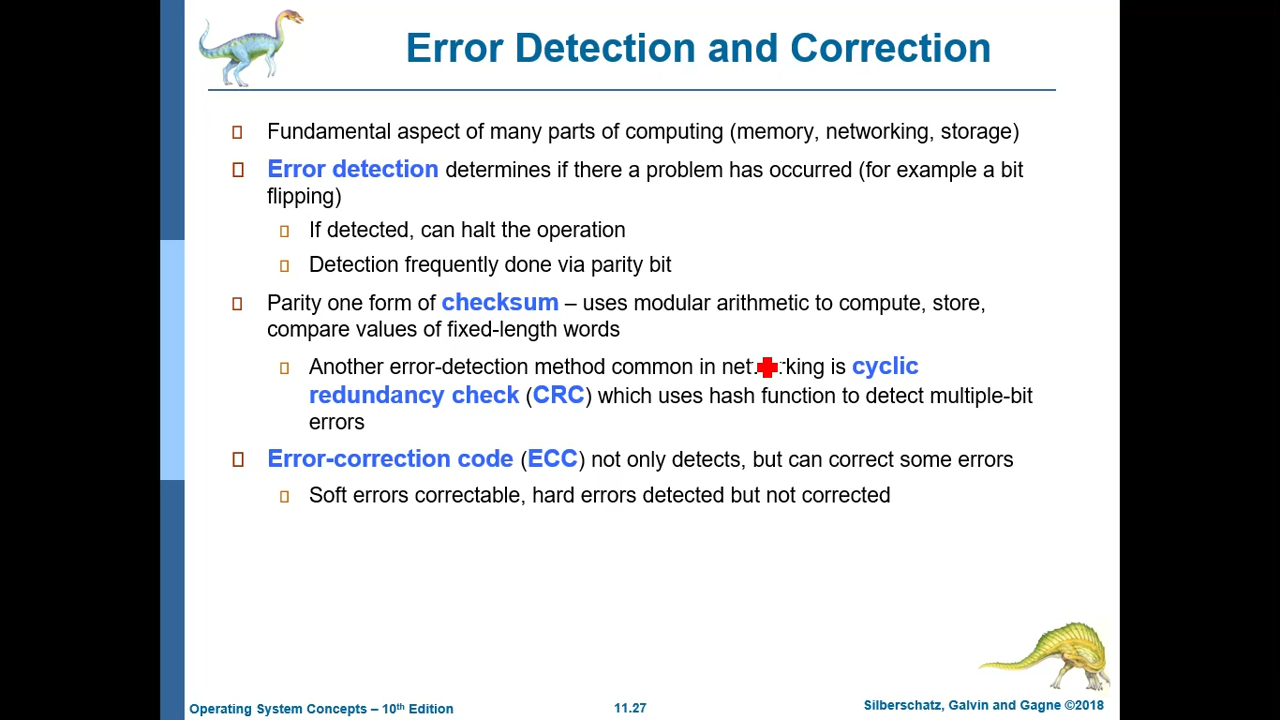 Error Detection and Correction
Fundamental aspect of many parts of computing (memory, networking, storage)
Error detection determines if there a problem has occurred (for example a bit
flipping)
If detected, can halt the operation
Detection frequently done via parity bit
Parity one form of checksum – uses modular arithmetic to compute, store,
compare values of fixed-length words
Another error-detection method common in is cyclic
redundancy check (CRC) which uses hash function to detect multiple-bit
errors
Error-correction code (ECC) not only detects, but can correct some errors
Soft errors correctable, hard errors detected but not corrected
Operating System Concepts – 10th Edition
11.27
Silberschatz, Galvin and Gagne ©2018